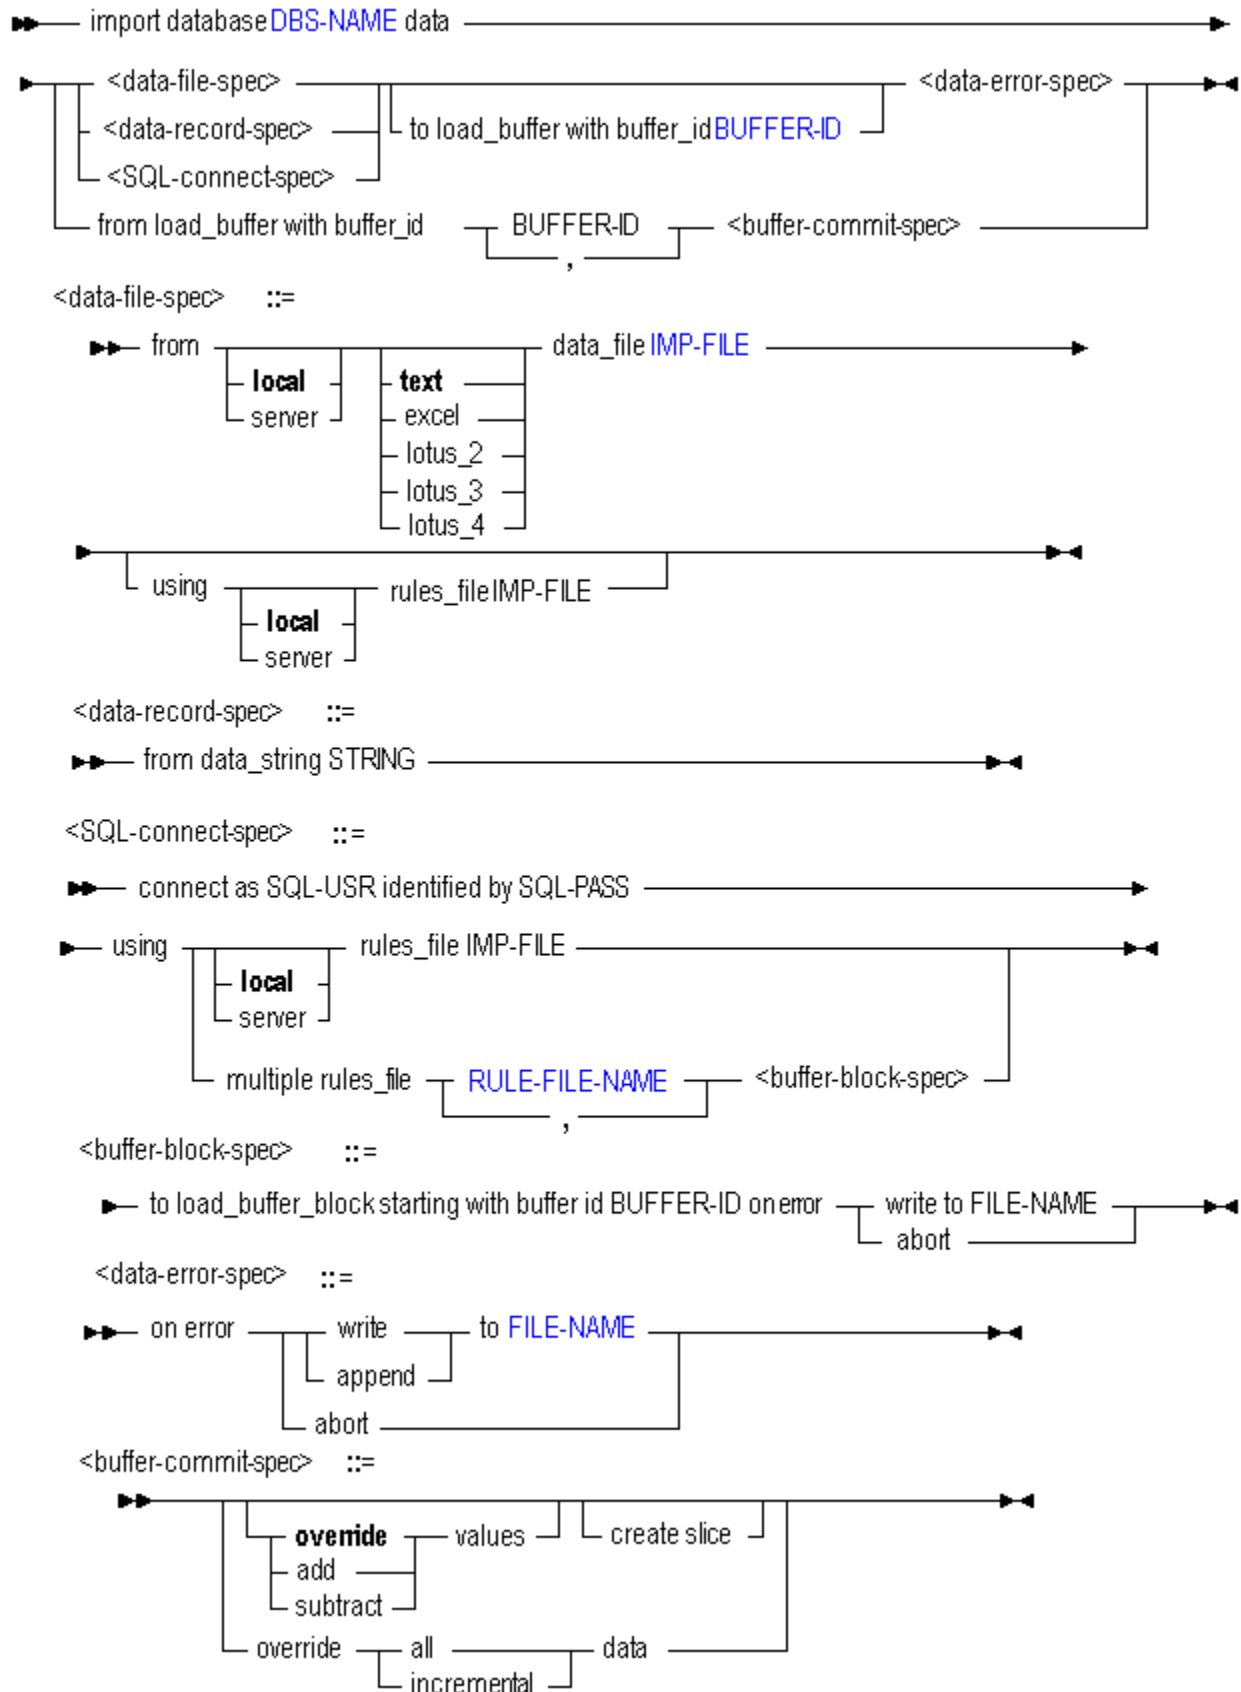 import database DBS-NAME data
<data-file-spec> <data-error-spec>
<data-record-spec> to load_buffer with buffer_id BUFFER-ID
<SQL-connect-spec>
from load_buffer with buffer_id BUFFER-ID <buffer-commit-spec>
,
<data-file-spec> ::=
from data_file IMP-FILE
local text
server excel
lotus_2
lotus_3
lotus_4
using rules_file IMP-FILE
local
server
<data-record-spec> ::=
from data_string STRING
<SQL-connect-spec> ::=
connect as SQL-USR identified by SQL-PASS
using rules_file IMP-FILE
local
server
multiple rules_file RULE-FILE-NAME <buffer-block-spec>
,
<buffer-block-spec> ::=
to load_buffer_block starting with buffer id BUFFER-ID on error write to FILE-NAME
abort
<data-error-spec> ::=
on error write to FILE-NAME
append
abort
<buffer-commit-spec> ::=
override values create slice
add
subtract
override all data
incremental